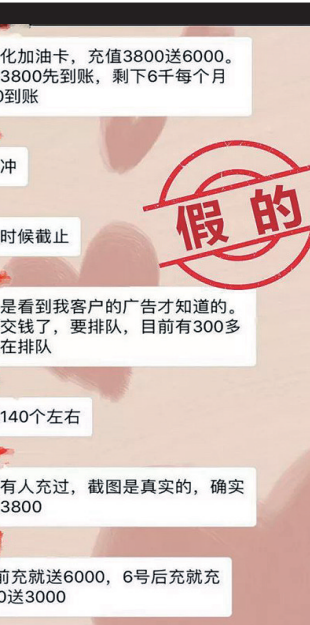 化加油卡，充值3800送6000。
3800先到账，剩下6千每个月
到账
冲
假的
时候截止
是看到我客户的广告才知道的。
交钱了，要排队，目前有300多
在排队
140个左右
有人充过，截图是真实的，确实
3800
前充就送6000，6号后充就充
0送3000